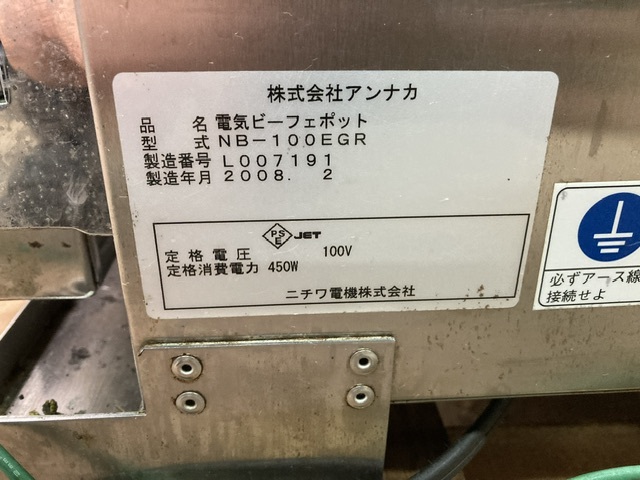 株式会社アンナカ
品名 電気ビーフェポット
型式 NB-100EGR
製造番号 L007191
製造年月 2008. 2
PSE JET
定格電圧 100V
定格消費電力 450W
ニチワ電機株式会社
必ずアース線
接続せよ